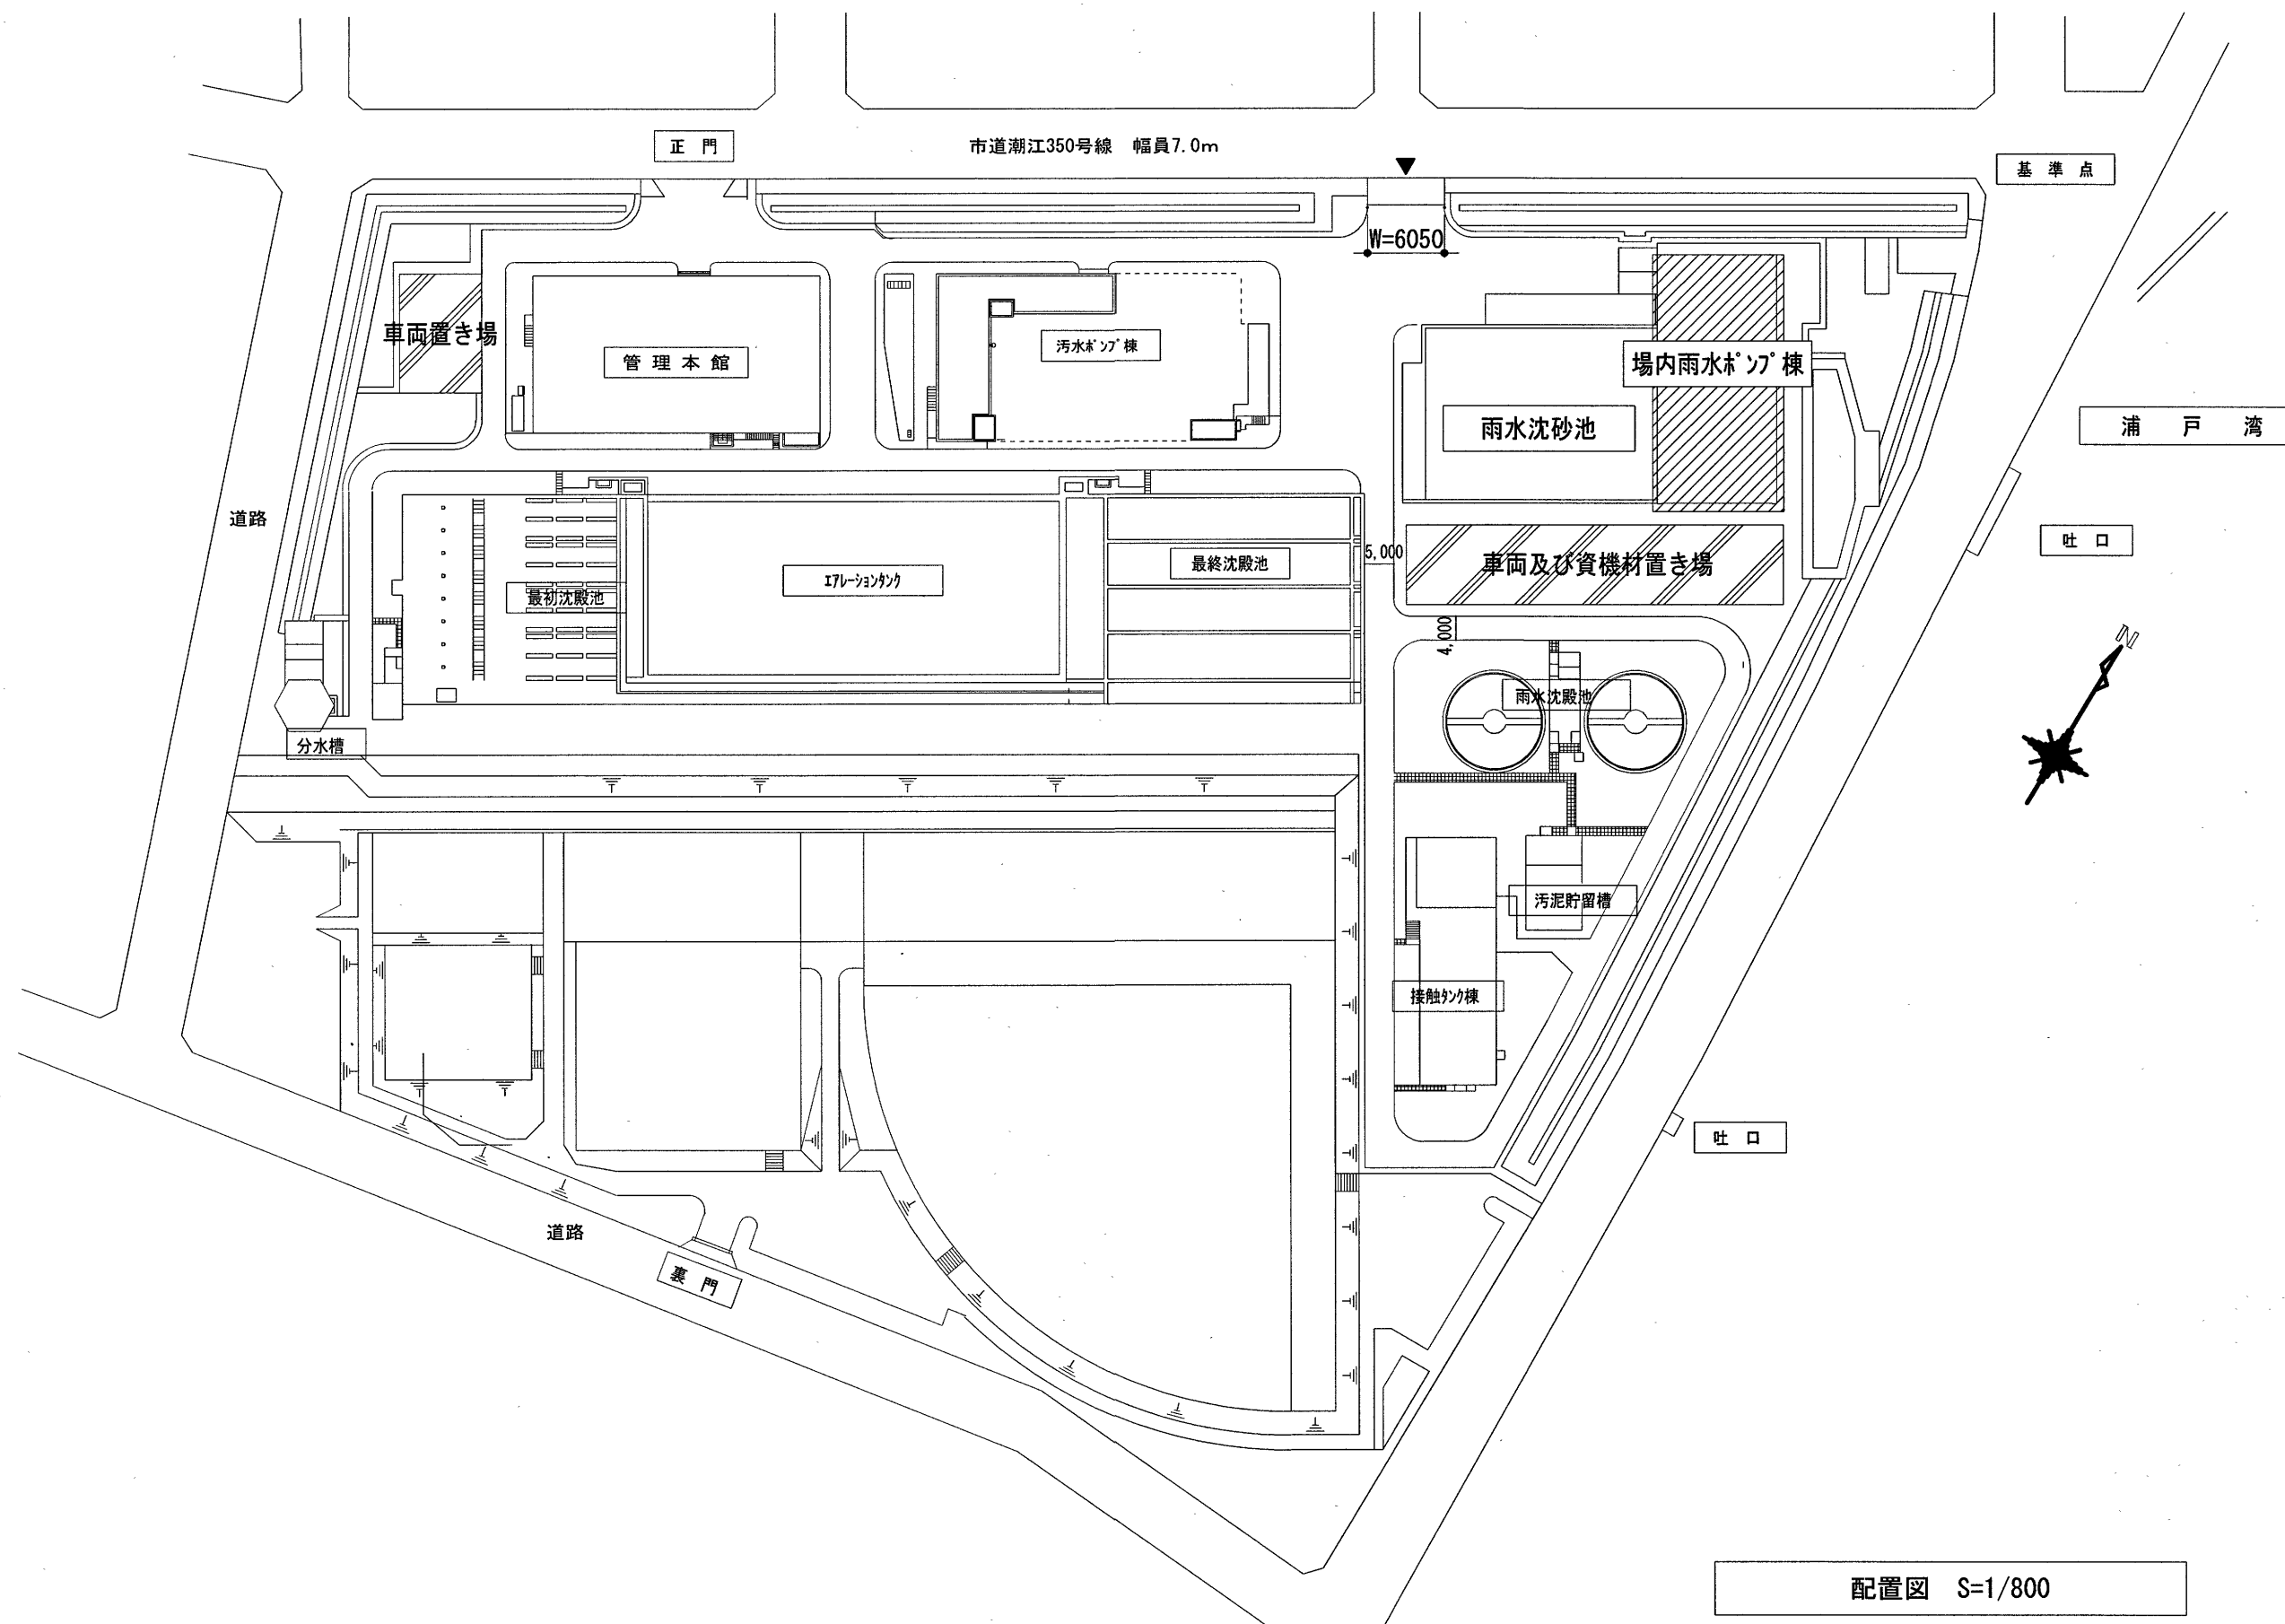 正 門
市道潮江350号線 幅員7.0m
基 準 点
W=6050
車両置き場
管 理 本 館
汚水ﾎﾟﾝﾌﾟ棟
場内雨水ﾎﾟﾝﾌﾟ棟
雨水沈砂池
浦 戸 湾
道路
吐 口
5,000
車両及び資機材置き場
最終沈殿池
ｴｱﾚｰｼｮﾝﾀﾝｸ
最初沈殿池
4,000
N
雨水沈殿池
分水槽
汚泥貯留槽
接触ﾀﾝｸ棟
吐 口
道路
裏 門
配置図 S=1/800